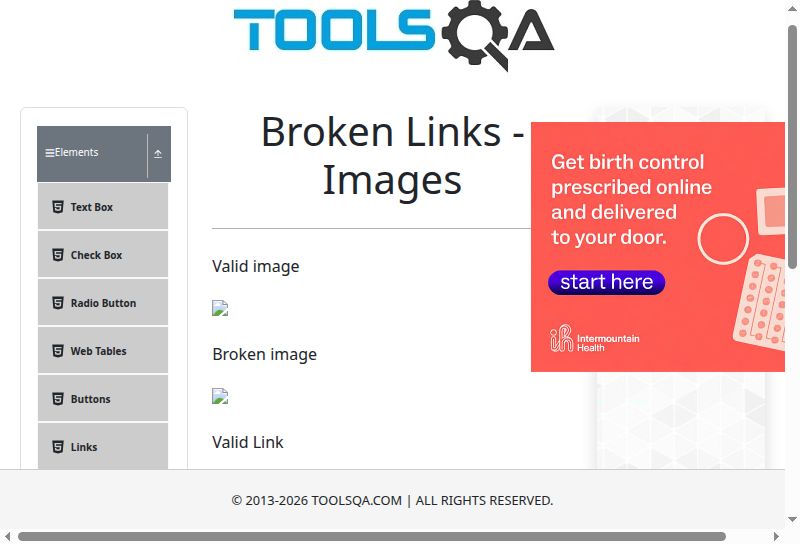 TOOLSQA
Elements
Text Box
Check Box
Radio Button
Web Tables
Buttons
Links
Broken Links -
Images
Valid image
Broken image
Valid Link
Get birth control
prescribed online
and delivered
to your door.
start here
Intermountain
Health
© 2013-2026 TOOLSQA.COM | ALL RIGHTS RESERVED.